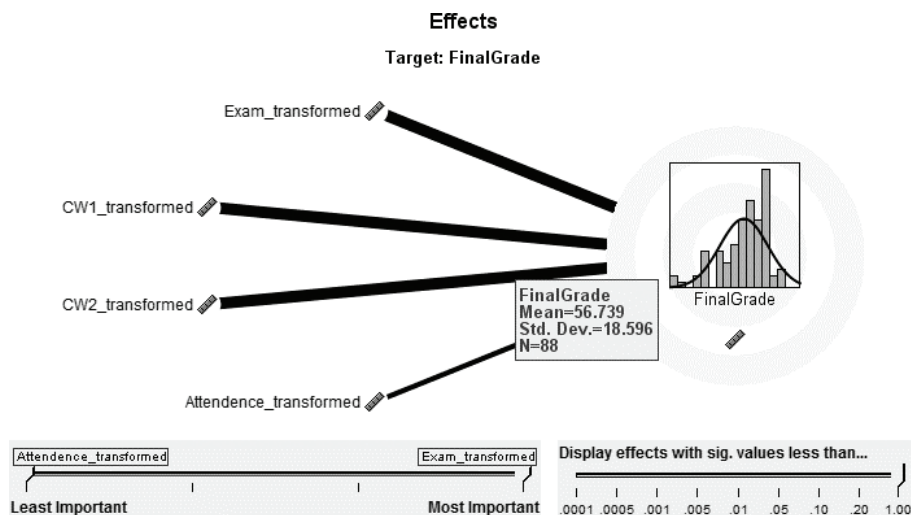 Effects
Target: FinalGrade
Exam_transformed
CW1_transformed
CW2_transformed
Attendence_transformed
FinalGrade
FinalGrade
Mean=56.739
Std. Dev.=18.596
N=88
Attendence_transformed
Exam_transformed
Least Important
Most Important
Display effects with sig. values less than...
.0001 .0005 .001 .005 .01 .05 .10 .20 1.00